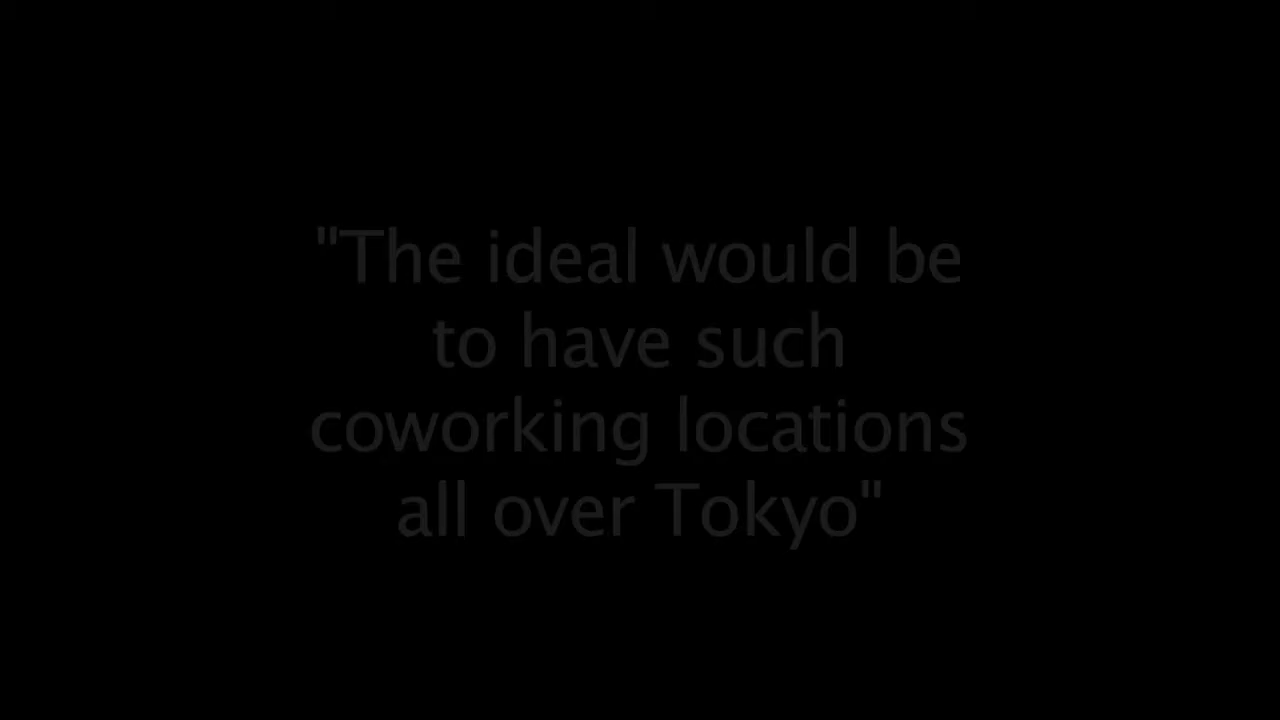 "The ideal would be
to have such
coworking locations
all over Tokyo"